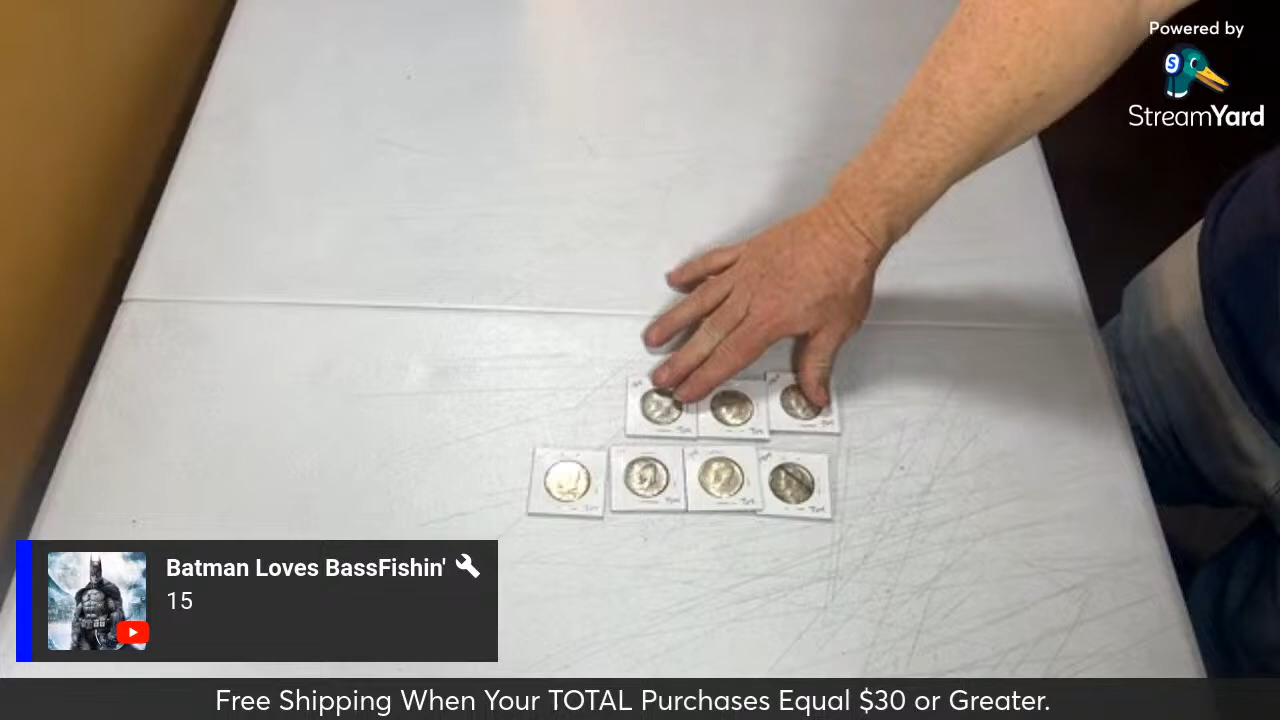 Powered by
S
StreamYard
Batman Loves BassFishin'
15
Free Shipping When Your TOTAL Purchases Equal $30 or Greater.